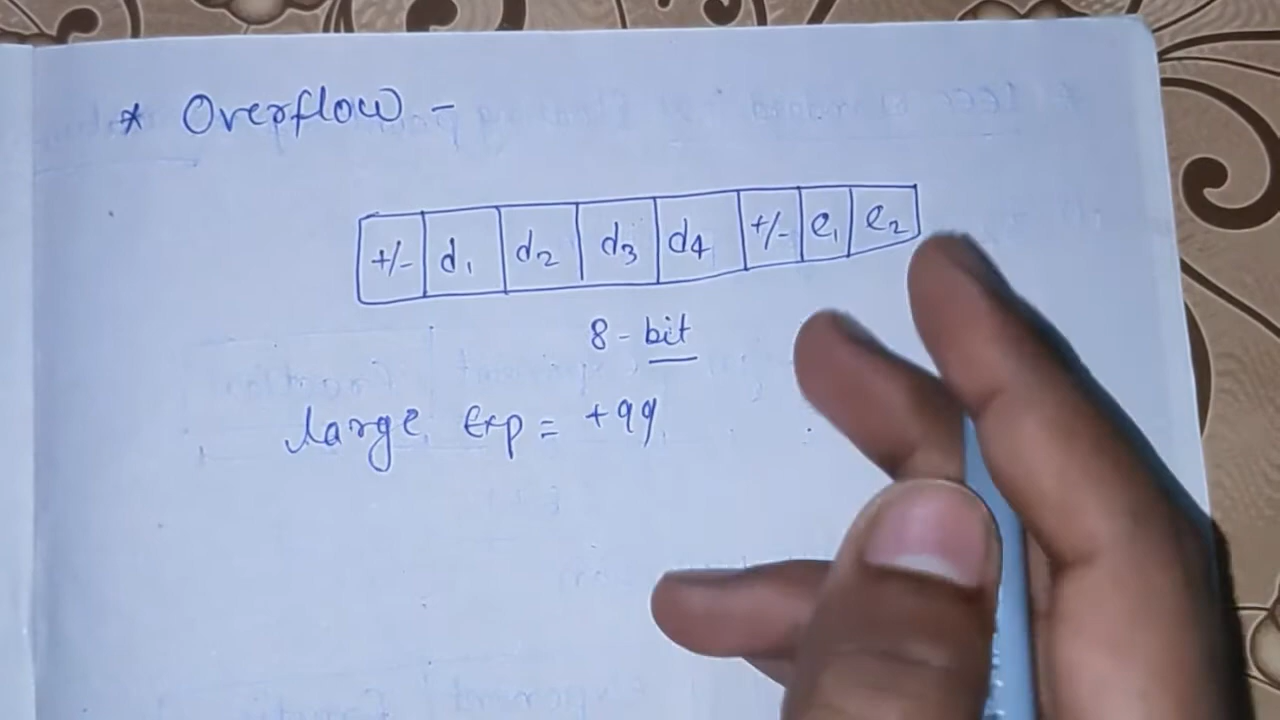 * Overflow -
+/- d1 d2 d3 d4 +/- e1 e2
8-bit
large exp = +99